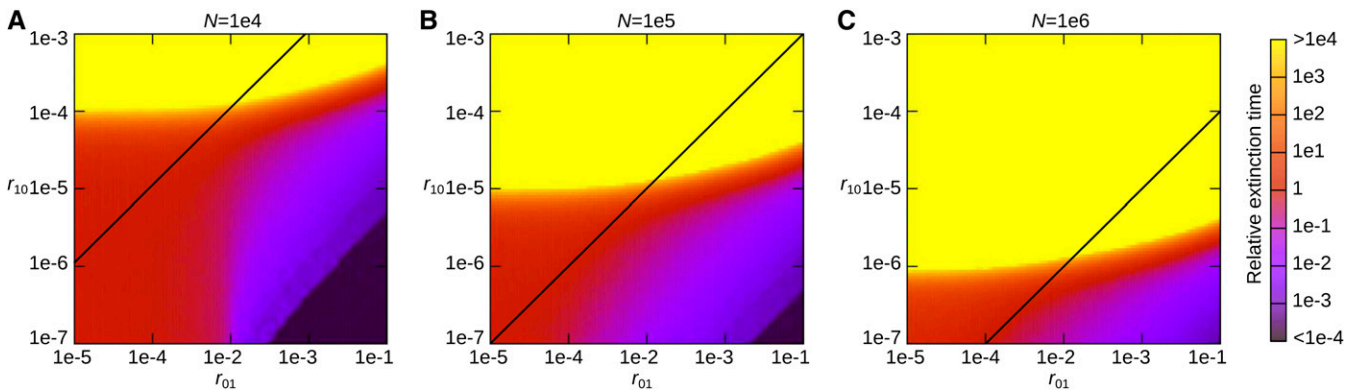 A
N=1e4
1e-3
1e-4
r10 1e-5
1e-6
1e-7
1e-5 1e-4 1e-2 1e-3 1e-1
r01
B
N=1e5
1e-3
1e-4
r10 1e-5
1e-6
1e-7
1e-5 1e-4 1e-2 1e-3 1e-1
r01
C
N=1e6
1e-3
1e-4
r10 1e-5
1e-6
1e-7
1e-5 1e-4 1e-2 1e-3 1e-1
r01
Relative extinction time
>1e4
1e3
1e2
1e1
1
1e-1
1e-2
1e-3
<1e-4